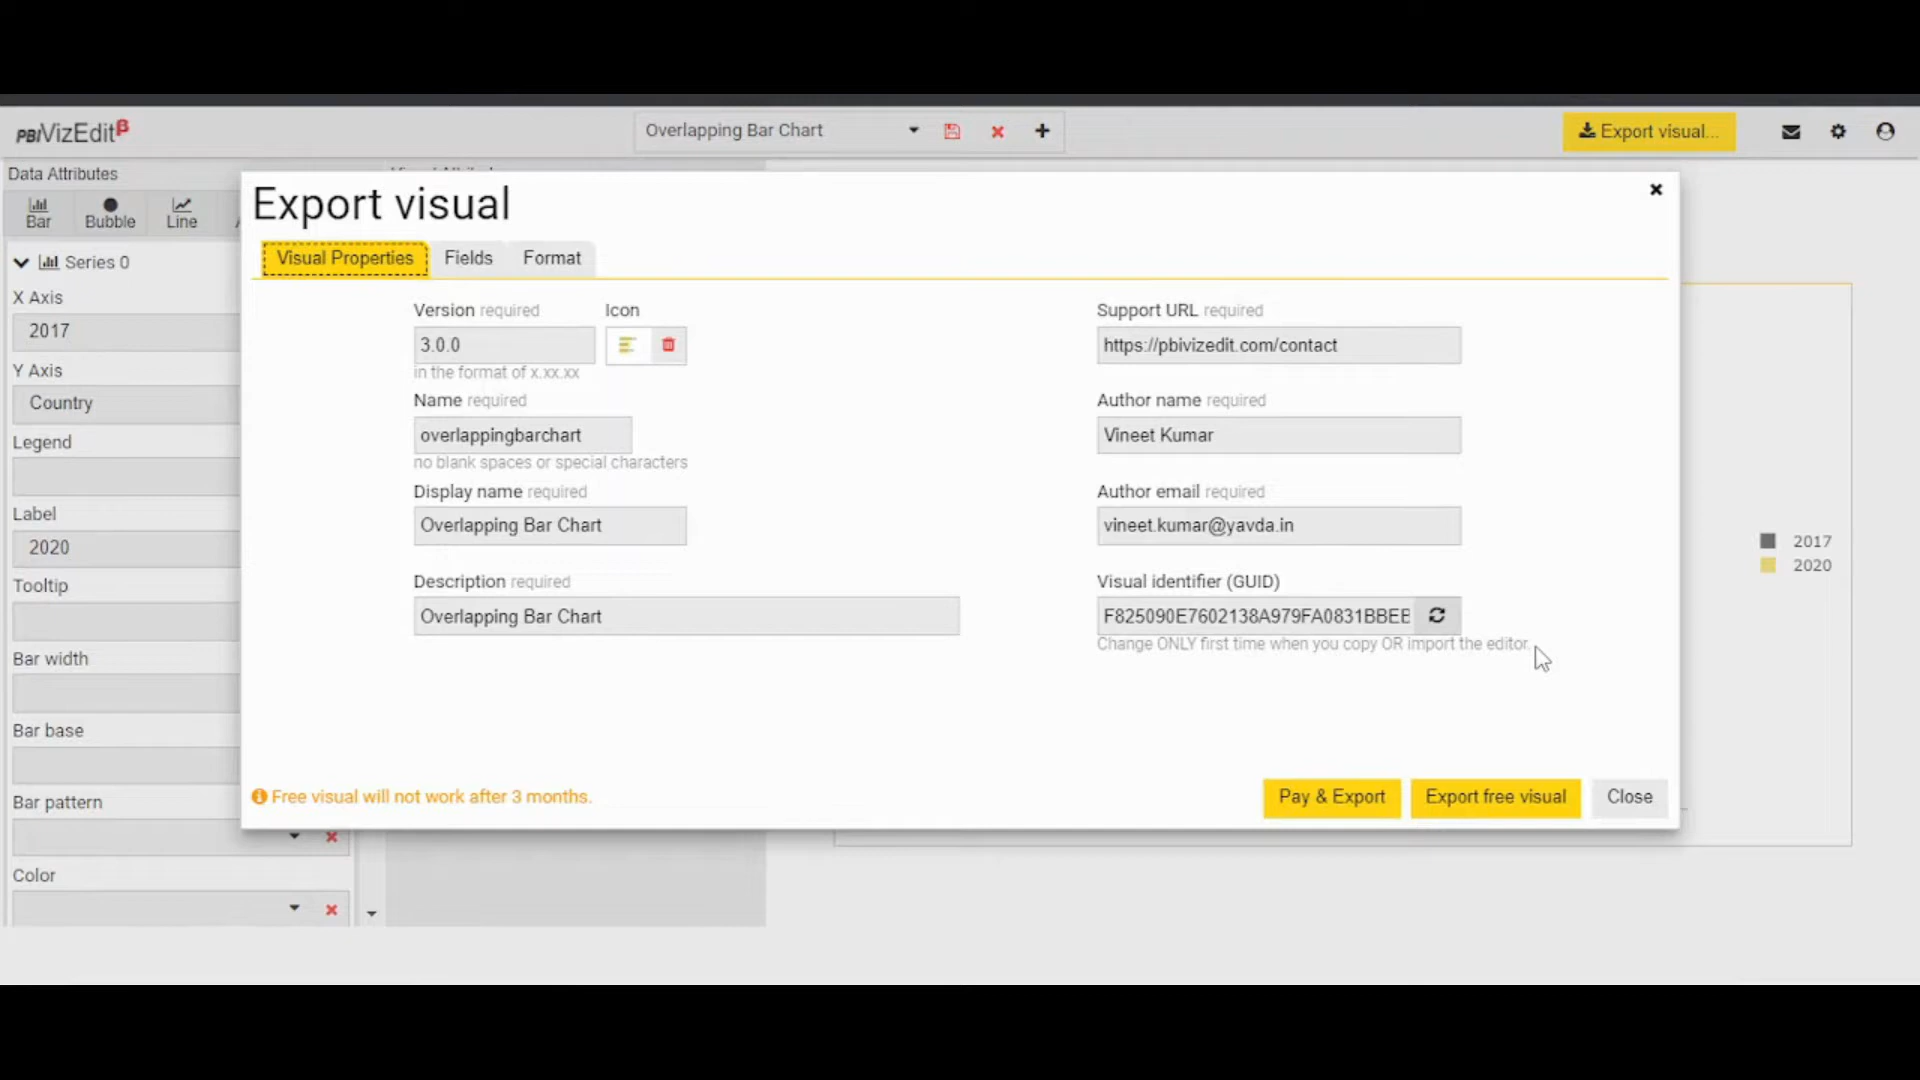 PBIVizEditβ
Overlapping Bar Chart
Export visual...
Data Attributes
Bar
Bubble
Line
Series 0
X Axis
2017
Y Axis
Country
Legend
Label
2020
Tooltip
Bar width
Bar base
Bar pattern
Color
Export visual
Visual Properties
Fields
Format
Version required
3.0.0
in the format of x.xx.xx
Icon
Name required
overlappingbarchart
no blank spaces or special characters
Display name required
Overlapping Bar Chart
Description required
Overlapping Bar Chart
Support URL required
https://pbivizedit.com/contact
Author name required
Vineet Kumar
Author email required
vineet.kumar@yavda.in
Visual identifier (GUID)
F825090E7602138A979FA0831BBEE
Change ONLY first time when you copy OR import the editor.
Free visual will not work after 3 months.
Pay & Export
Export free visual
Close
2017
2020